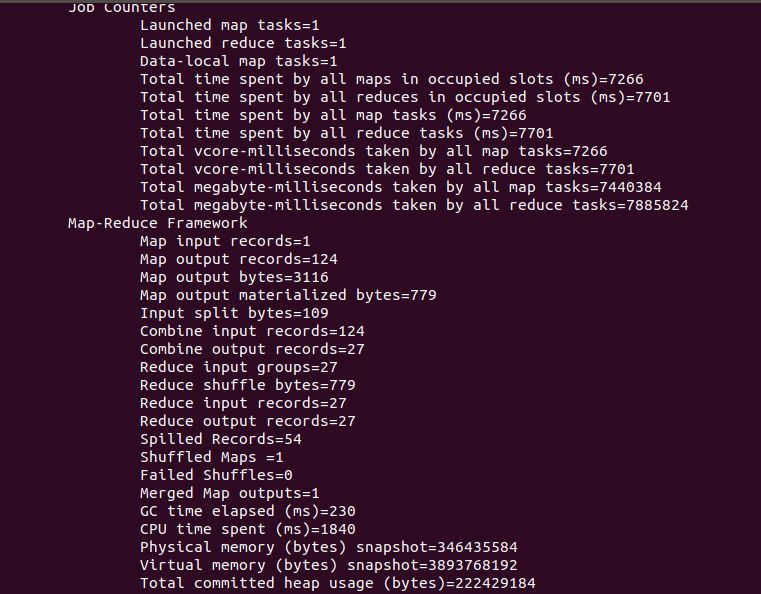 Job Counters
Launched map tasks=1
Launched reduce tasks=1
Data-local map tasks=1
Total time spent by all maps in occupied slots (ms)=7266
Total time spent by all reduces in occupied slots (ms)=7701
Total time spent by all map tasks (ms)=7266
Total time spent by all reduce tasks (ms)=7701
Total vcore-milliseconds taken by all map tasks=7266
Total vcore-milliseconds taken by all reduce tasks=7701
Total megabyte-milliseconds taken by all map tasks=7440384
Total megabyte-milliseconds taken by all reduce tasks=7885824
Map-Reduce Framework
Map input records=1
Map output records=124
Map output bytes=3116
Map output materialized bytes=779
Input split bytes=109
Combine input records=124
Combine output records=27
Reduce input groups=27
Reduce shuffle bytes=779
Reduce input records=27
Reduce output records=27
Spilled Records=54
Shuffled Maps =1
Failed Shuffles=0
Merged Map outputs=1
GC time elapsed (ms)=230
CPU time spent (ms)=1840
Physical memory (bytes) snapshot=346435584
Virtual memory (bytes) snapshot=3893768192
Total committed heap usage (bytes)=222429184